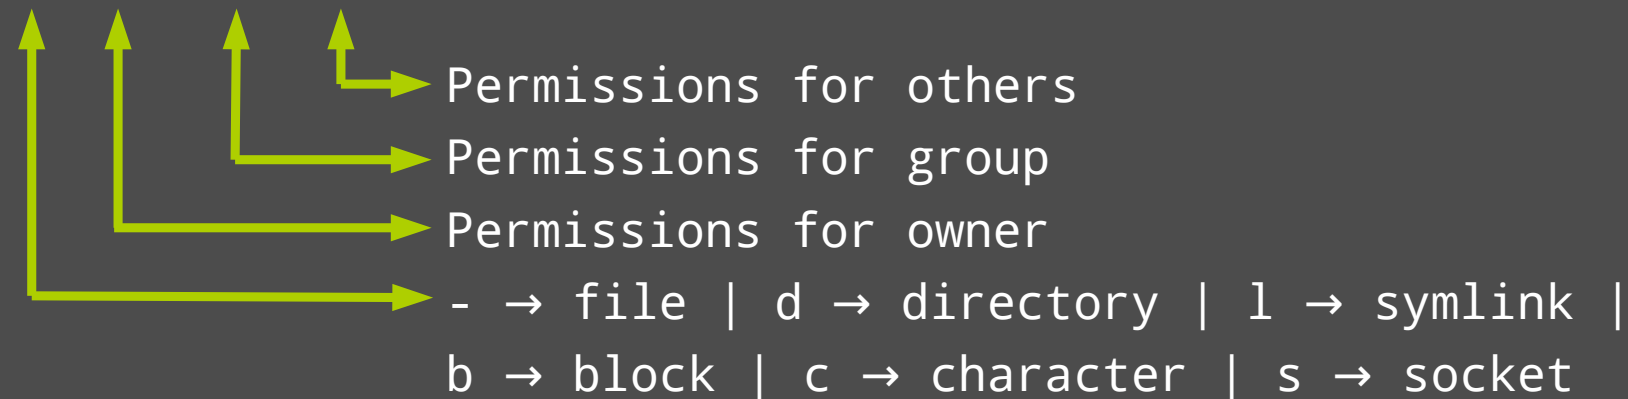 Permissions for others
Permissions for group
Permissions for owner
- → file | d → directory | l → symlink |
b → block | c → character | s → socket